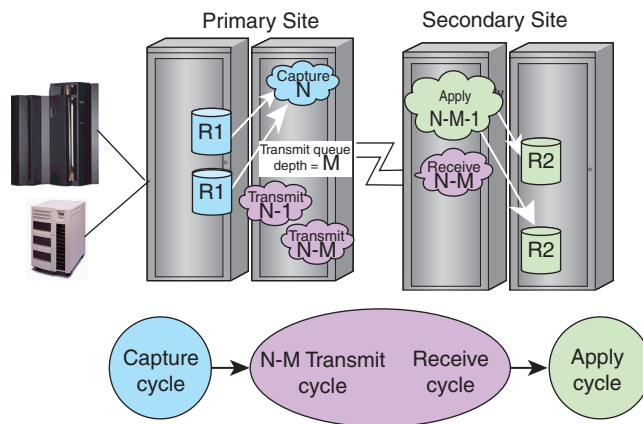 Primary Site
Secondary Site
Capture
N
R1
R1
Transmit queue
depth = M
Transmit
N-1
Transmit
N-M
Apply
N-M-1
Receive
N-M
R2
R2
Capture
cycle
N-M Transmit
cycle
Receive
cycle
Apply
cycle